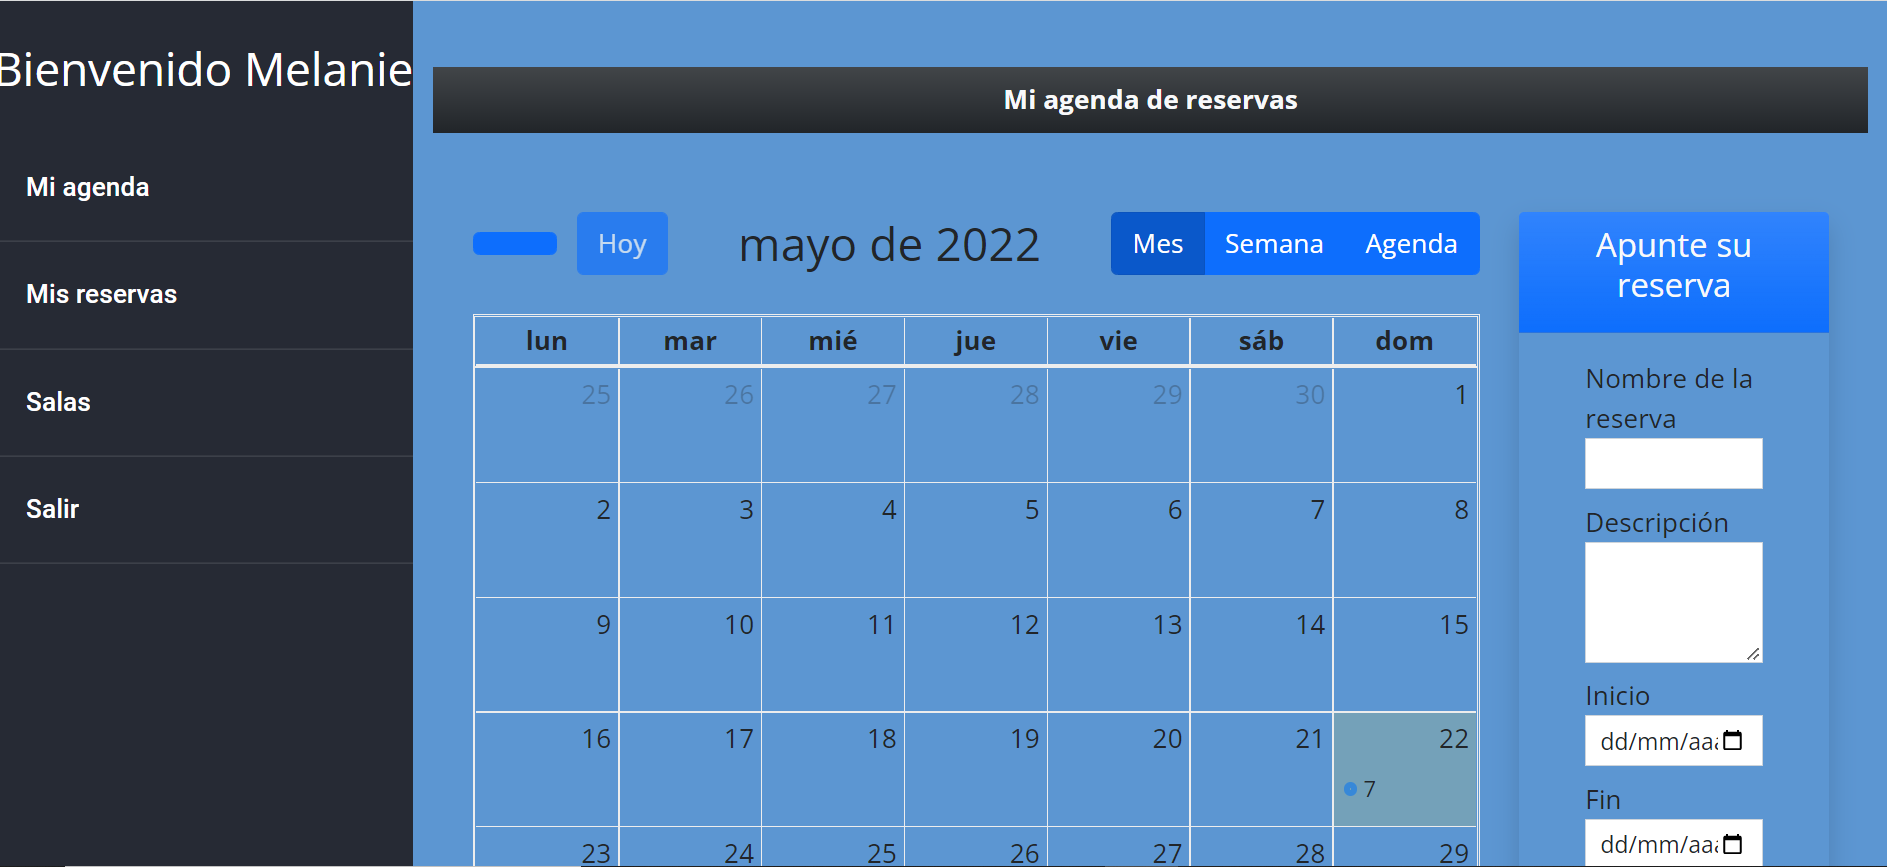 Bienvenido Melanie
Mi agenda
Mis reservas
Salas
Salir
Mi agenda de reservas
Hoy
mayo de 2022
Mes Semana Agenda
lun mar mié jue vie sáb dom
25 26 27 28 29 30 1
2 3 4 5 6 7 8
9 10 11 12 13 14 15
16 17 18 19 20 21 22
7
23 24 25 26 27 28 29
Apunte su
reserva
Nombre de la
reserva
Descripción
Inicio
dd/mm/aaa
Fin
dd/mm/aaa